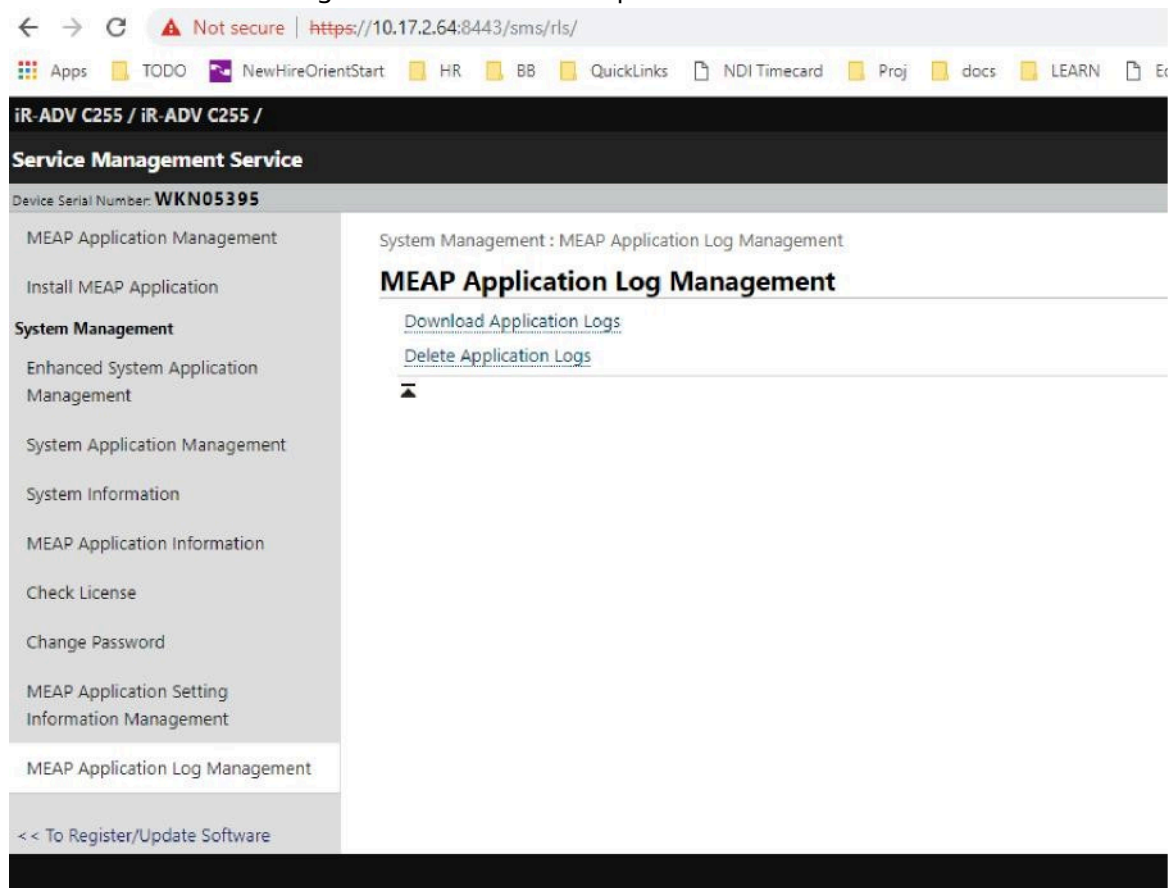 Not secure | https://10.17.2.64:8443/sms/rls/
Apps TODO NewHireOrientStart HR BB QuickLinks NDI Timecard Proj docs LEARN
iR-ADV C255 / iR-ADV C255 /
Service Management Service
Device Serial Number: WKN05395
MEAP Application Management
Install MEAP Application
System Management
Enhanced System Application
Management
System Application Management
System Information
MEAP Application Information
Check License
Change Password
MEAP Application Setting
Information Management
MEAP Application Log Management
<< To Register/Update Software
System Management : MEAP Application Log Management
MEAP Application Log Management
Download Application Logs
Delete Application Logs